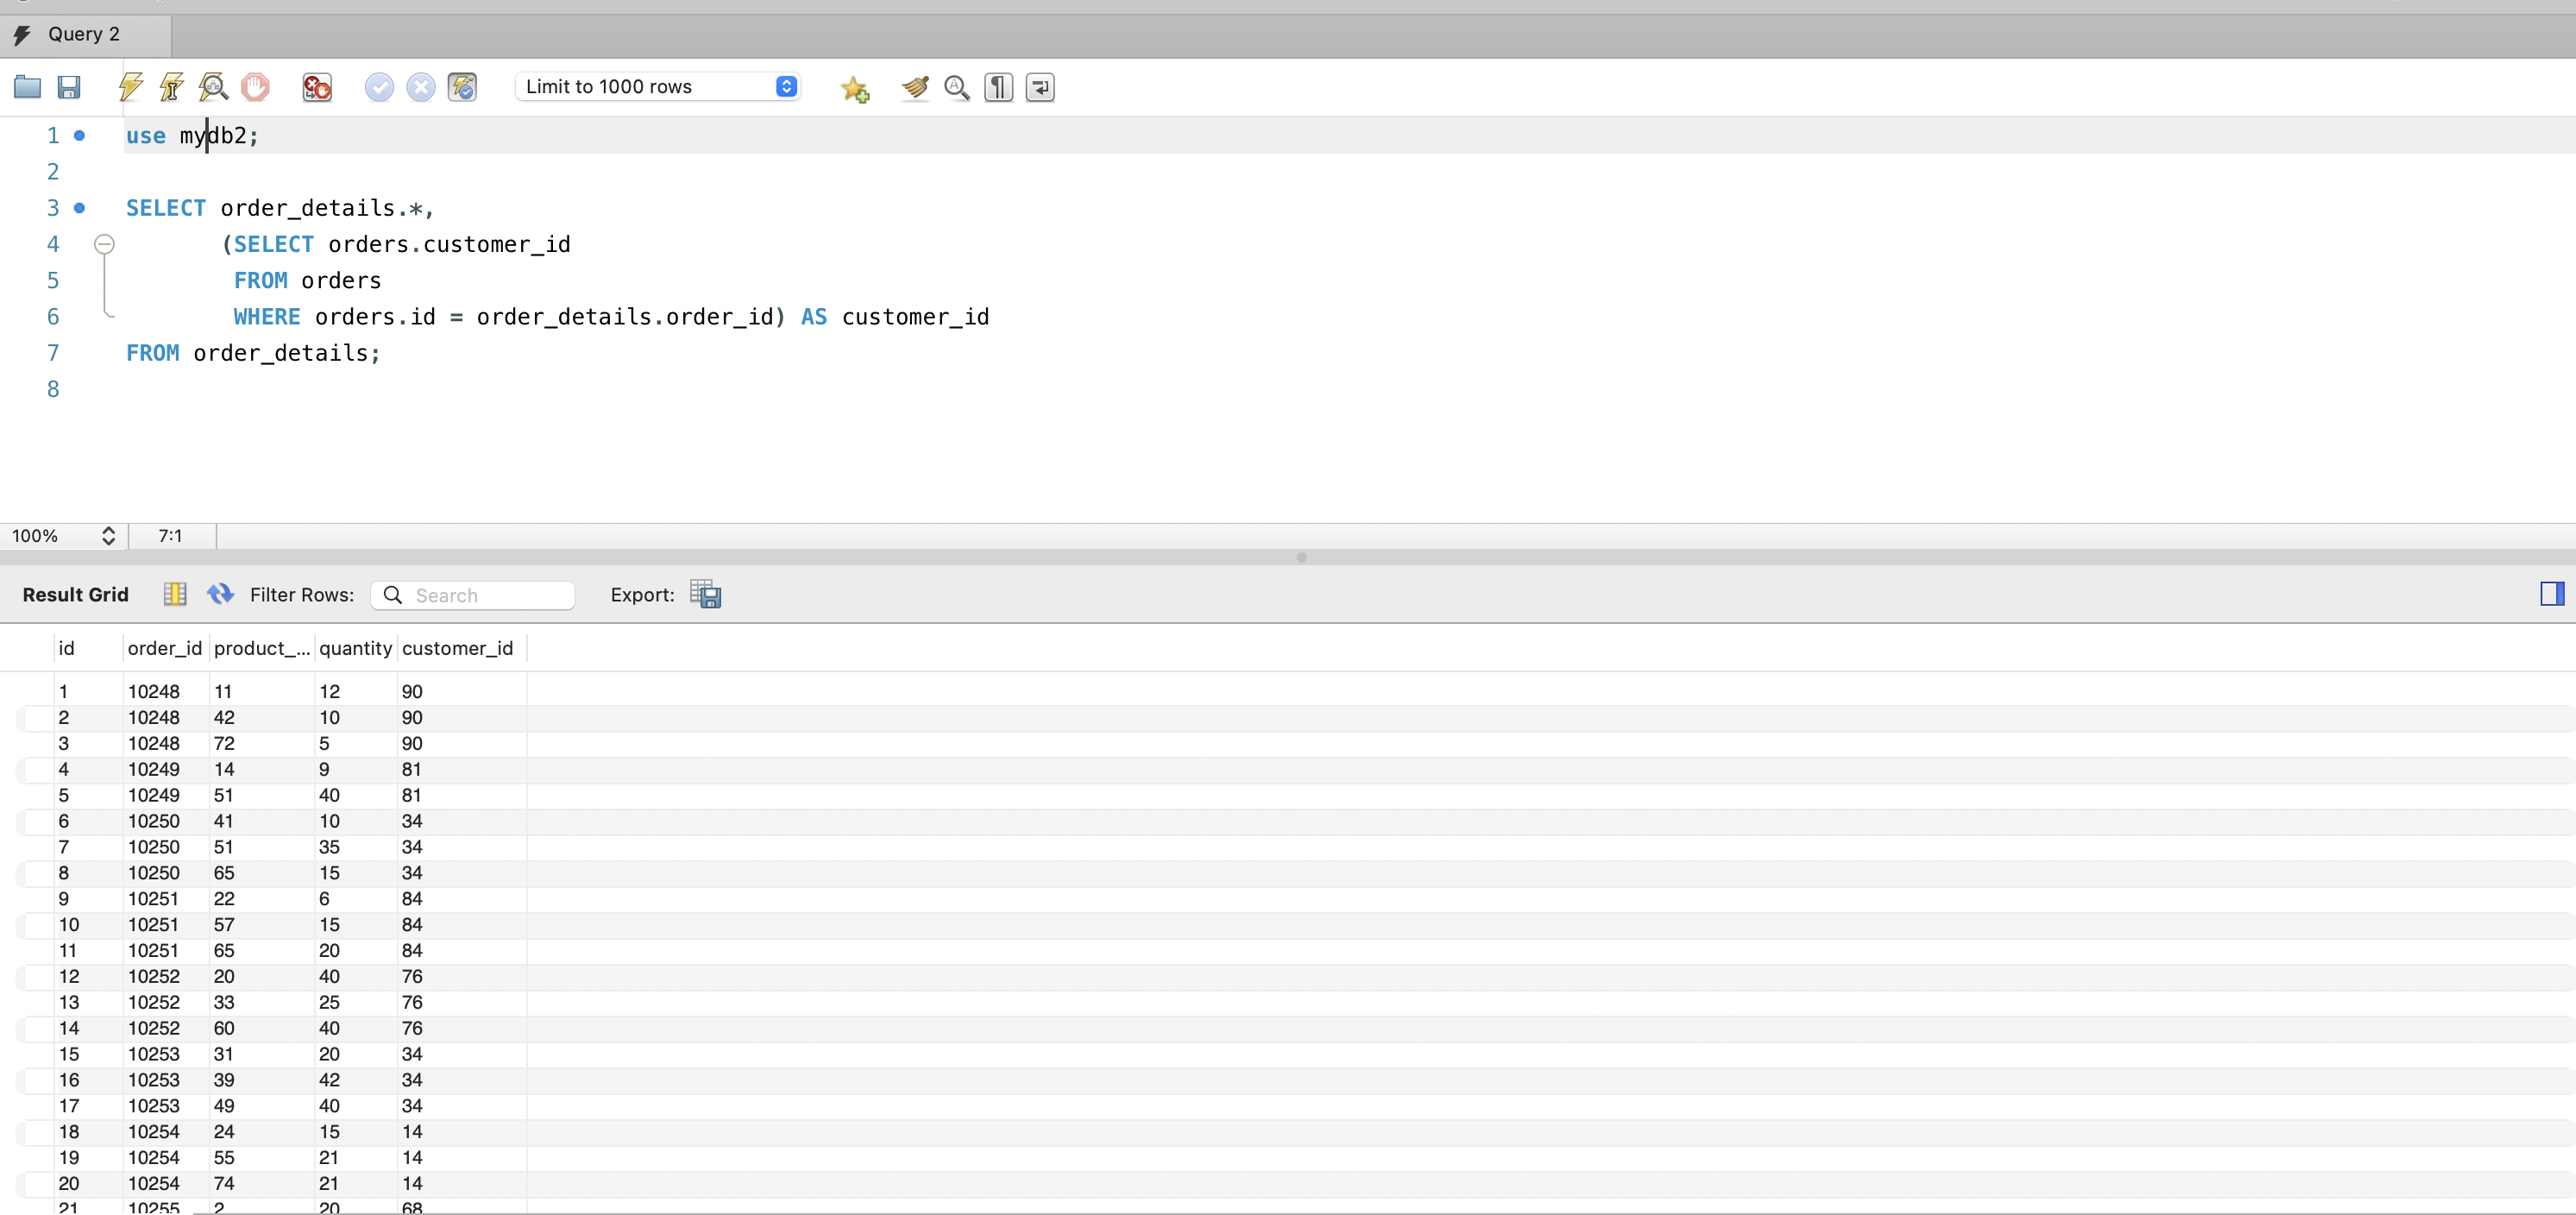 Query 2
Limit to 1000 rows
1 use mydb2;
2
3 SELECT order_details.*,
4 (SELECT orders.customer_id
5 FROM orders
6 WHERE orders.id = order_details.order_id) AS customer_id
7 FROM order_details;
8
100% 7:1
Result Grid Filter Rows: Search Export:
id order_id product_... quantity customer_id
1 10248 11 12 90
2 10248 42 10 90
3 10248 72 5 90
4 10249 14 9 81
5 10249 51 40 81
6 10250 41 10 34
7 10250 51 35 34
8 10250 65 15 34
9 10251 22 6 84
10 10251 57 15 84
11 10251 65 20 84
12 10252 20 40 76
13 10252 33 25 76
14 10252 60 40 76
15 10253 31 20 34
16 10253 39 42 34
17 10253 49 40 34
18 10254 24 15 14
19 10254 55 21 14
20 10254 74 21 14
21 10255 2 20 68